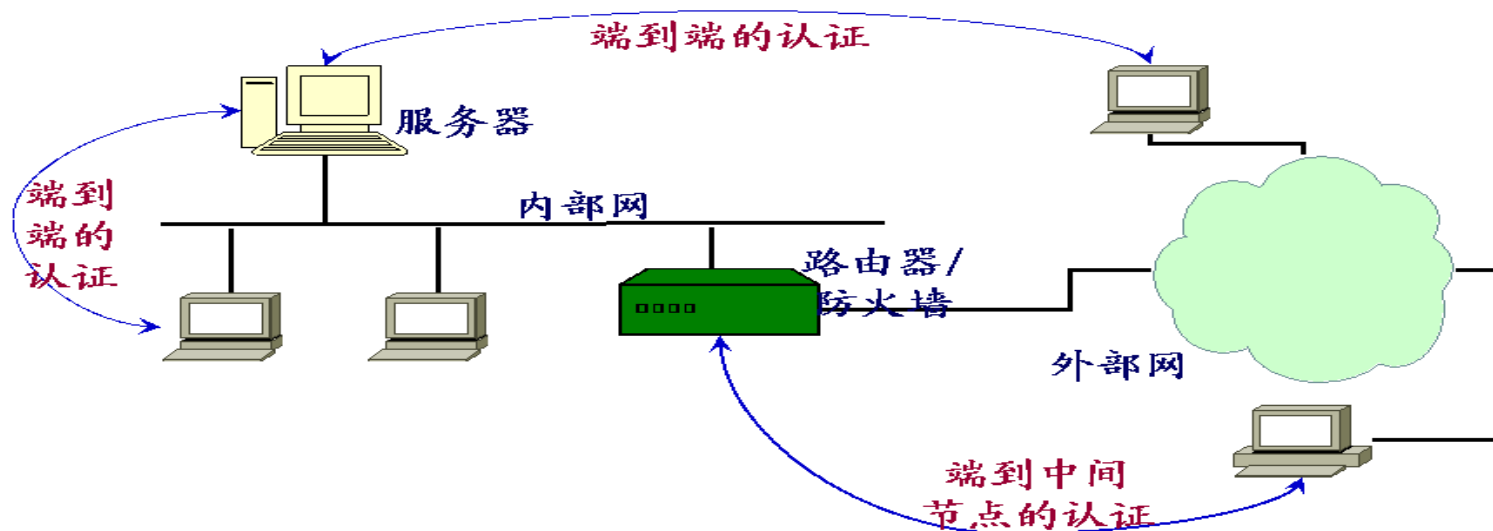 端到端的认证
服务器
端到
端的
认证
内部网
路由器/
防火墙
外部网
端到中间
节点的认证